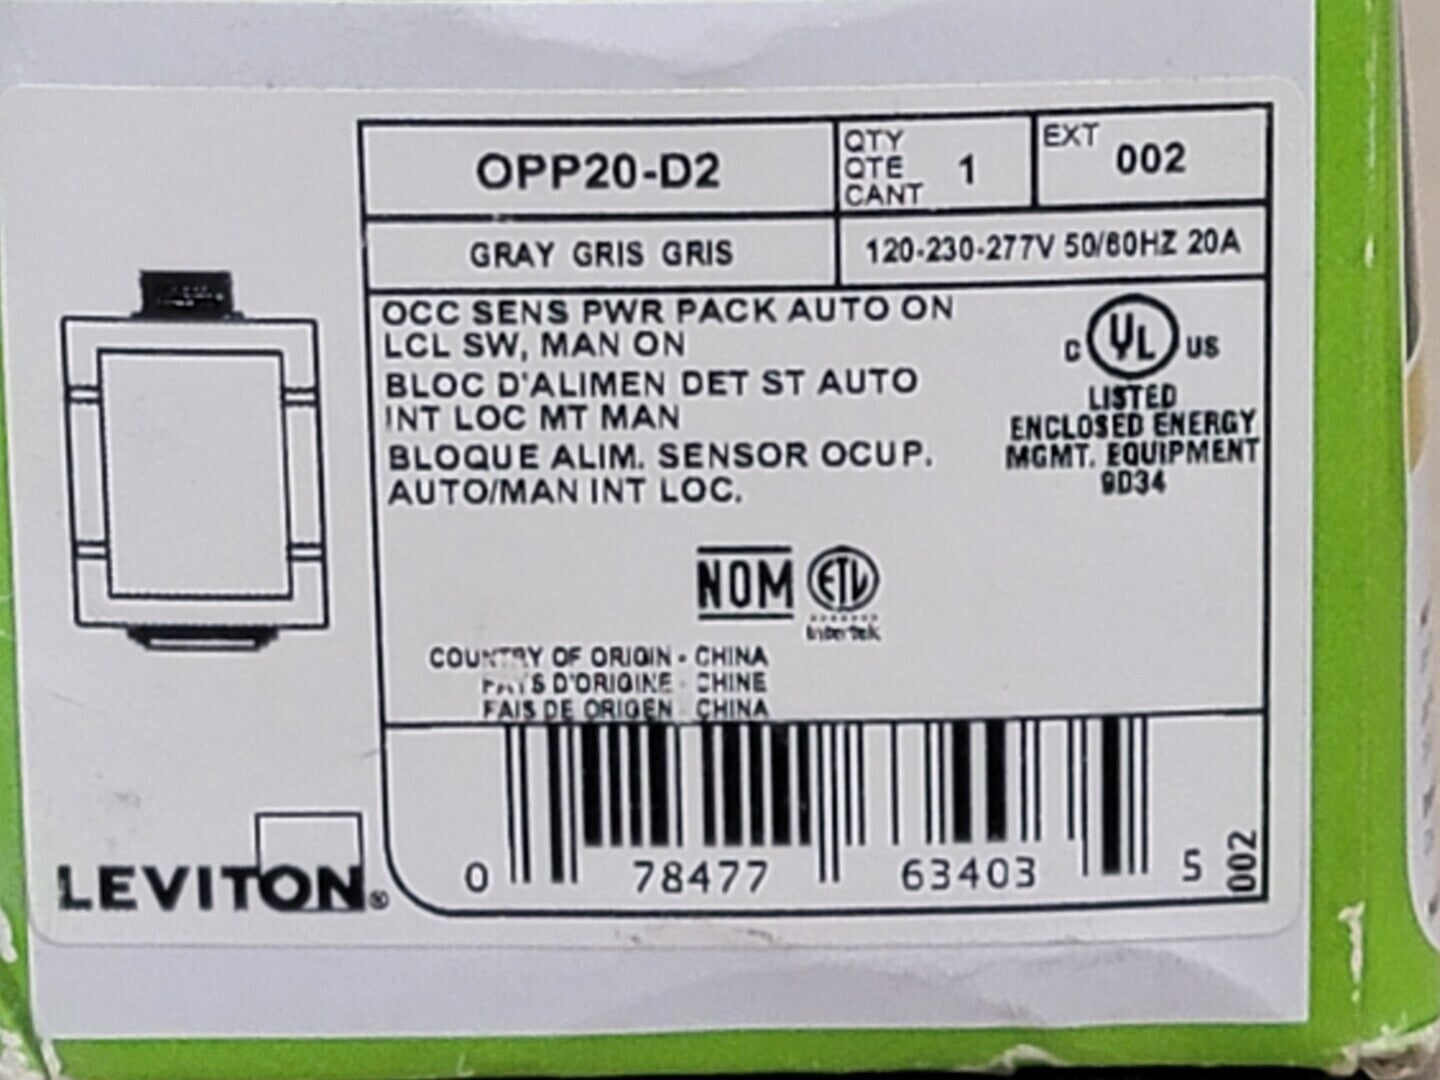 OPP20-D2
QTY
QTE
CANT
1
EXT
002
GRAY GRIS GRIS
120-230-277V 50/60HZ 20A
OCC SENS PWR PACK AUTO ON
LCL SW, MAN ON
BLOC D'ALIMEN DET ST AUTO
INT LOC MT MAN
BLOQUE ALIM. SENSOR OCUP.
AUTO/MAN INT LOC.
C UL US
LISTED
ENCLOSED ENERGY
MGMT. EQUIPMENT
9D34
NOM
ETL
Intertek
COUNTRY OF ORIGIN - CHINA
PAYS D'ORIGINE - CHINE
PAIS DE ORIGEN CHINA
0 78477 63403 5
002
LEVITON®